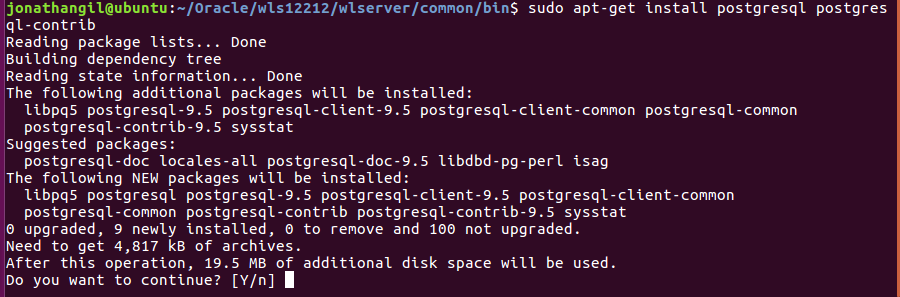 jonathangil@ubuntu:~/Oracle/wls12212/wlserver/common/bin$ sudo apt-get install postgresql postgres
ql-contrib
Reading package lists... Done
Building dependency tree
Reading state information... Done
The following additional packages will be installed:
  libpq5 postgresql-9.5 postgresql-client-9.5 postgresql-client-common postgresql-common
  postgresql-contrib-9.5 sysstat
Suggested packages:
  postgresql-doc locales-all postgresql-doc-9.5 libdbd-pg-perl isag
The following NEW packages will be installed:
  libpq5 postgresql postgresql-9.5 postgresql-client-9.5 postgresql-client-common
  postgresql-common postgresql-contrib postgresql-contrib-9.5 sysstat
0 upgraded, 9 newly installed, 0 to remove and 100 not upgraded.
Need to get 4,817 kB of archives.
After this operation, 19.5 MB of additional disk space will be used.
Do you want to continue? [Y/n]